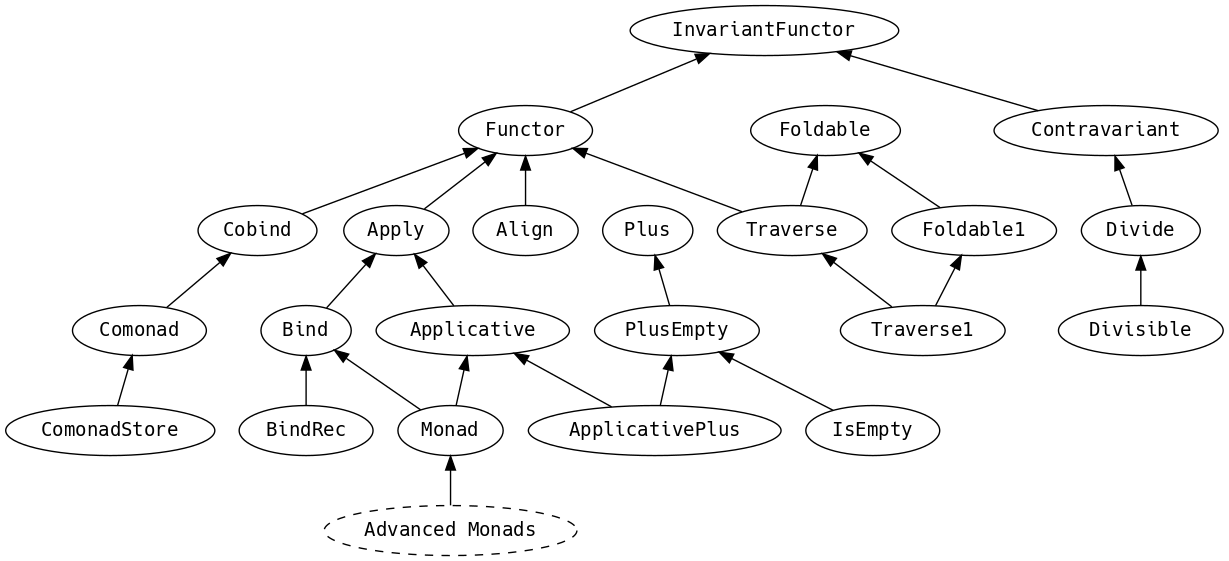 InvariantFunctor
Functor
Foldable
Contravariant
Cobind
Apply
Align
Plus
Traverse
Foldable1
Divide
Comonad
Bind
Applicative
PlusEmpty
Traverse1
Divisible
ComonadStore
BindRec
Monad
ApplicativePlus
IsEmpty
Advanced Monads